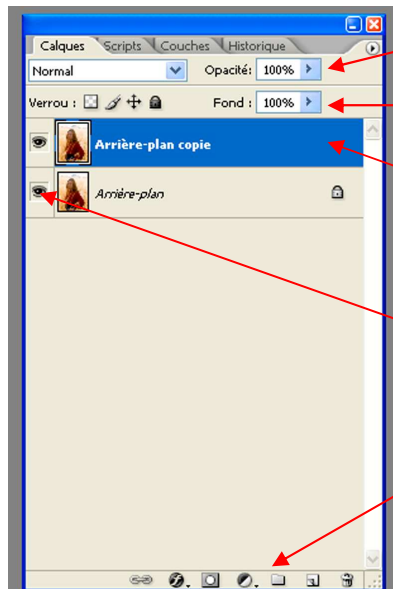 Calques Scripts Couches Historique
Normal Opacité: 100%
Verrou : Fond : 100%
Arrière-plan copie
Arrière-plan